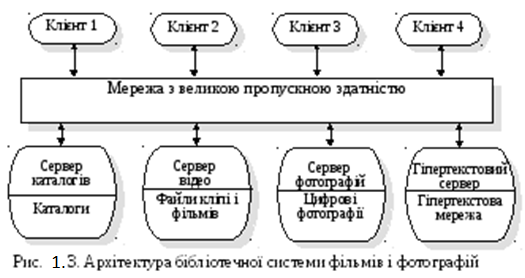 Клієнт 1
Клієнт 2
Клієнт 3
Клієнт 4
Мережа з великою пропускною здатністю
Сервер
каталогів
Каталоги
Сервер
відео
Файли кліпі і
фільмів
Сервер
фотографій
Цифрові
фотографії
Гіпертекстовий
сервер
Гіпертекстова
мережа
Рис. 1.3. Архітектура бібліотечної системи фільмів і фотографій